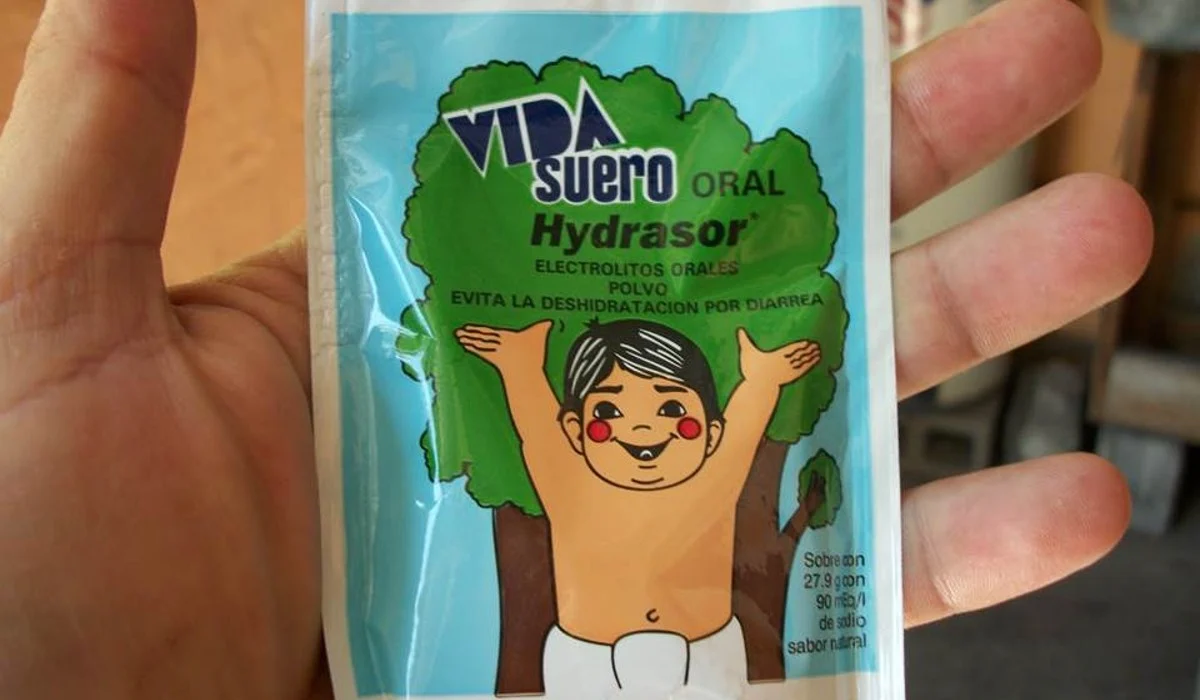 VIDA
suero ORAL
Hydrasor*
ELECTROLITOS ORALES
POLVO
EVITA LA DESHIDRATACION POR DIARREA
Sobre con
27.9 g con
90 mEq/l
de sodio
sabor natural